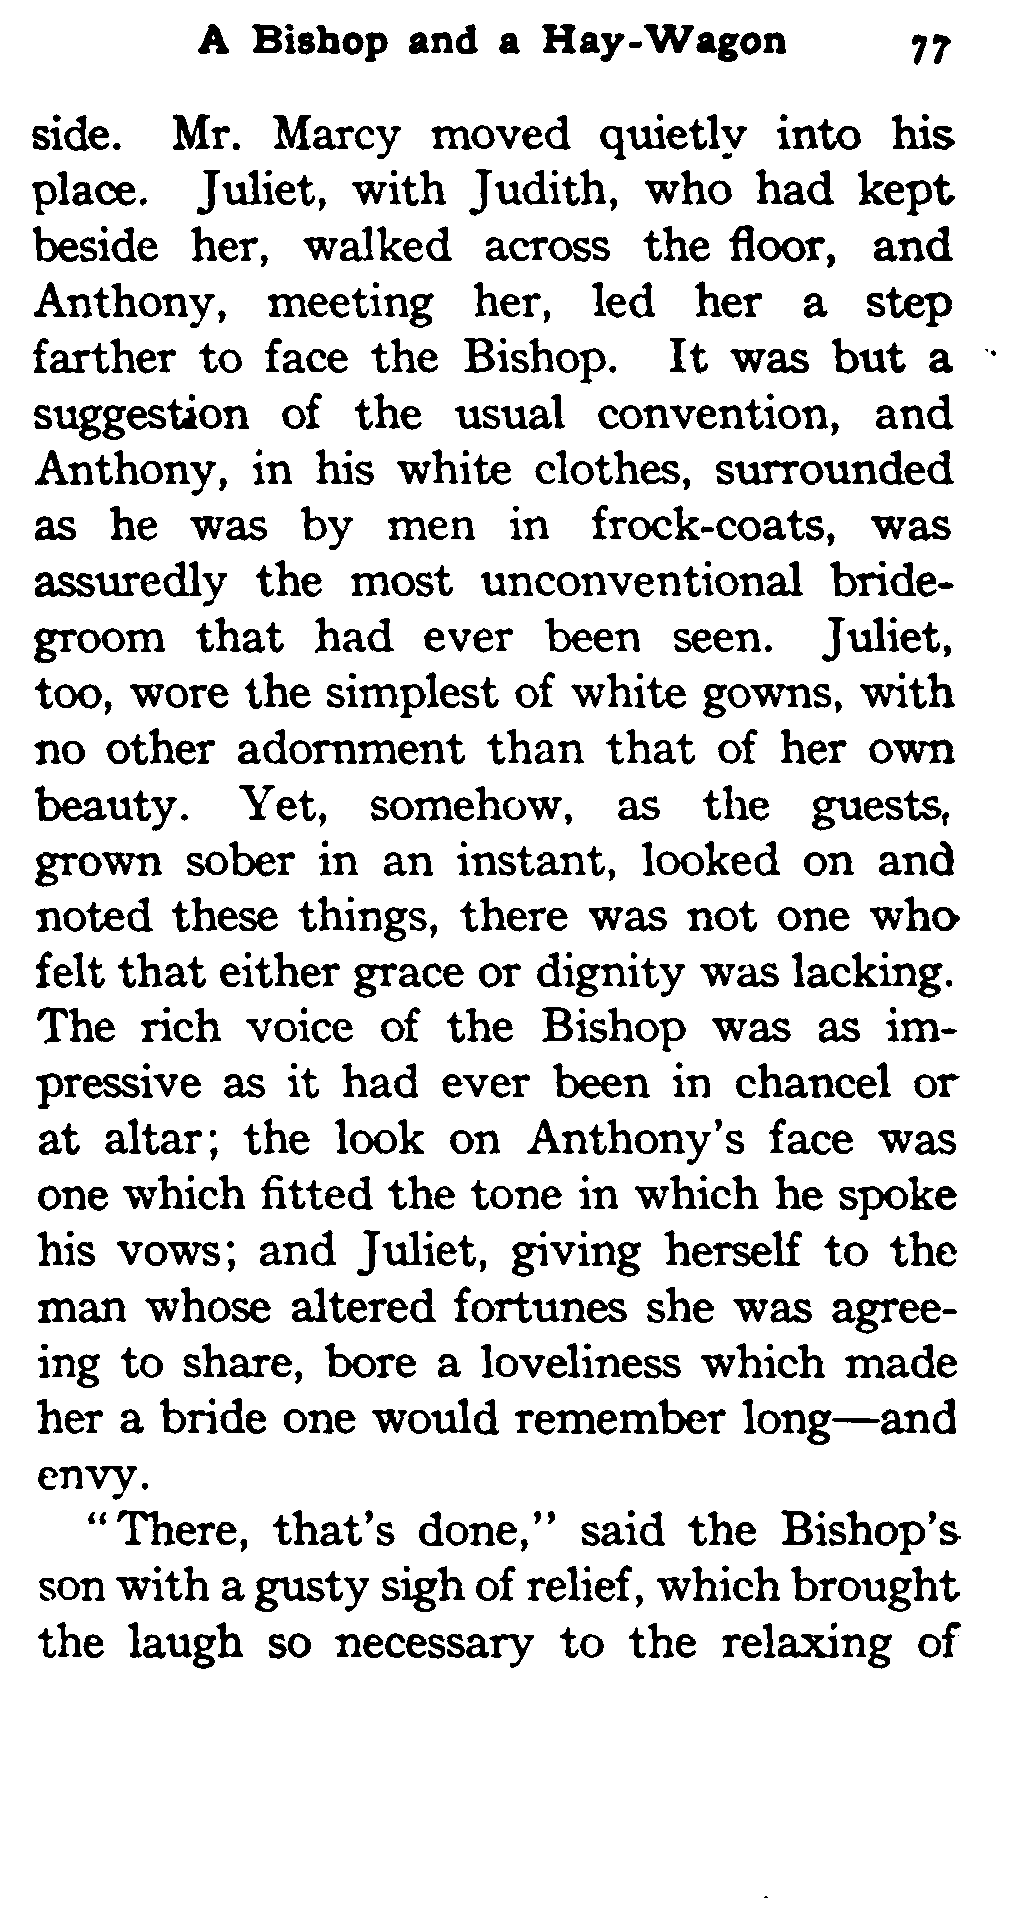 A Bishop and a Hay-Wagon 77
side. Mr. Marcy moved quietly into his
place. Juliet, with Judith, who had kept
beside her, walked across the floor, and
Anthony, meeting her, led her a step
farther to face the Bishop. It was but a
suggestion of the usual convention, and
Anthony, in his white clothes, surrounded
as he was by men in frock-coats, was
assuredly the most unconventional bride-
groom that had ever been seen. Juliet,
too, wore the simplest of white gowns, with
no other adornment than that of her own
beauty. Yet, somehow, as the guests,
grown sober in an instant, looked on and
noted these things, there was not one who
felt that either grace or dignity was lacking.
The rich voice of the Bishop was as im-
pressive as it had ever been in chancel or
at altar; the look on Anthony's face was
one which fitted the tone in which he spoke
his vows; and Juliet, giving herself to the
man whose altered fortunes she was agree-
ing to share, bore a loveliness which made
her a bride one would remember long—and
envy.
"There, that's done," said the Bishop's
son with a gusty sigh of relief, which brought
the laugh so necessary to the relaxing of